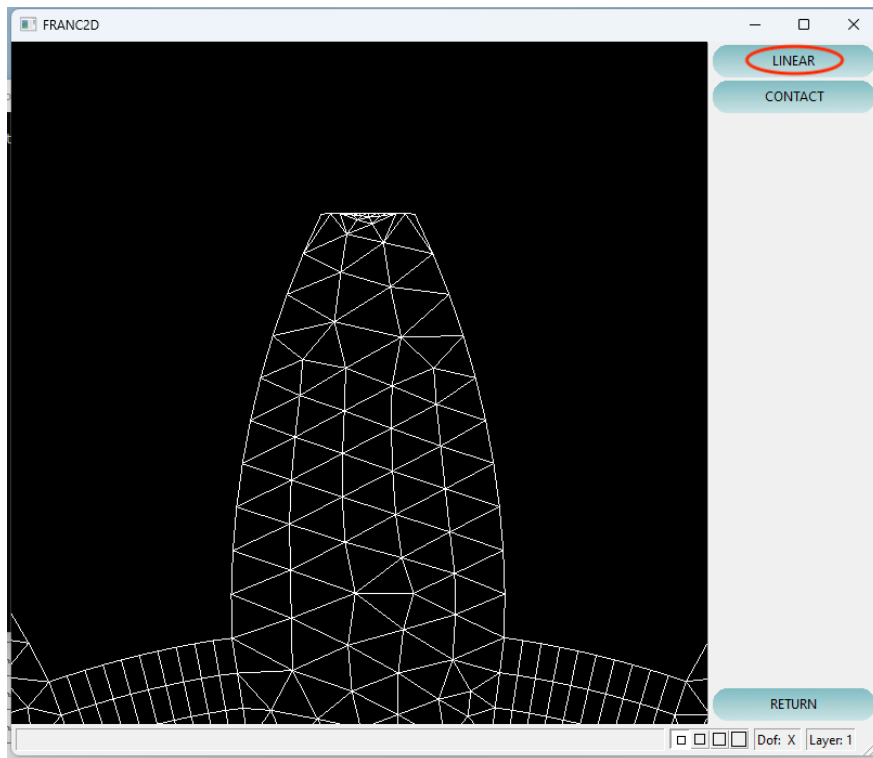 FRANC2D
LINEAR
CONTACT
RETURN
Dof: X
Layer: 1